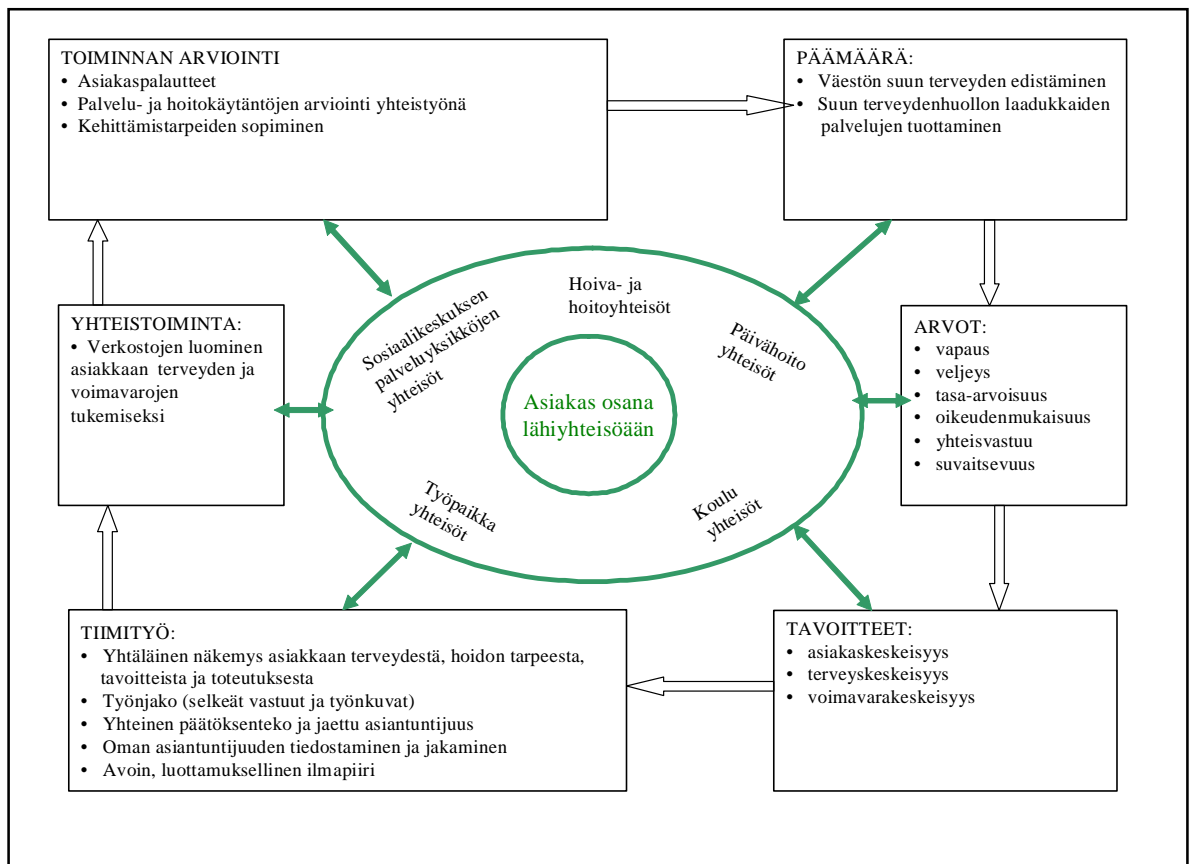 TOIMINNAN ARVIOINTI
• Asiakaspalautteet
• Palvelu- ja hoitokäytäntöjen arviointi yhteistyönä
• Kehittämistarpeiden sopiminen
PÄÄMÄÄRÄ:
• Väestön suun terveyden edistäminen
• Suun terveydenhuollon laadukkaiden
palvelujen tuottaminen
YHTEISTOIMINTA:
• Verkostojen luominen
asiakkaan terveyden ja
voimavarojen
tukemiseksi
Sosiaalikeskuksen
palveluyksikköjen
yhteisöt
Hoiva- ja
hoitoyhteisöt
Päivähoito
yhteisöt
Asiakas osana
lähiyhteisöään
Työpaikka
yhteisöt
Koulu
yhteisöt
ARVOT:
• vapaus
• veljeys
• tasa-arvoisuus
• oikeudenmukaisuus
• yhteisvastuu
• suvaitsevuus
TIIMITYÖ:
• Yhtäläinen näkemys asiakkaan terveydestä, hoidon tarpeesta,
tavoitteista ja toteutuksesta
• Työnjako (selkeät vastuut ja työnkuvat)
• Yhteinen päätöksenteko ja jaettu asiantuntijuus
• Oman asiantuntijuuden tiedostaminen ja jakaminen
• Avoin, luottamuksellinen ilmapiiri
TAVOITTEET:
• asiakaskeskeisyys
• terveyskeskeisyys
• voimavarakeskeisyys